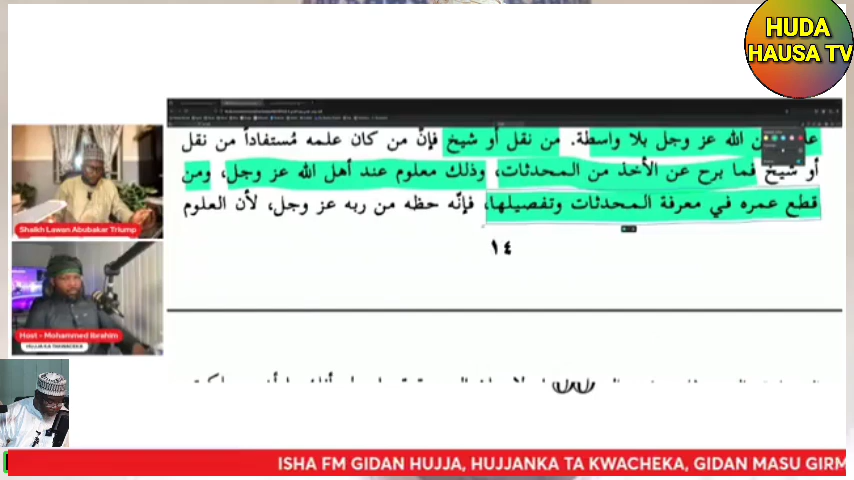 HUDA
HAUSA TV
الله عز وجل بلا واسطة. من نقل أو شيخ فإنّ من كان علمه مُستفاداً من نقل
أو شيخ فما برح عن الأخذ من المحدثات، وذلك معلوم عند أهل الله عز وجل، ومن
قطع عمره في معرفة المحدثات وتفصيلها، فإنّه حظه من ربه عز وجل، لأن العلوم
١٤
Shaikh Lawan Abubakar Triump
Host - Mohammed Ibrahim
HUJJA KA TAKWACEKA
ISHA FM GIDAN HUJJA, HUJJANKA TA KWACHEKA, GIDAN MASU GIRM